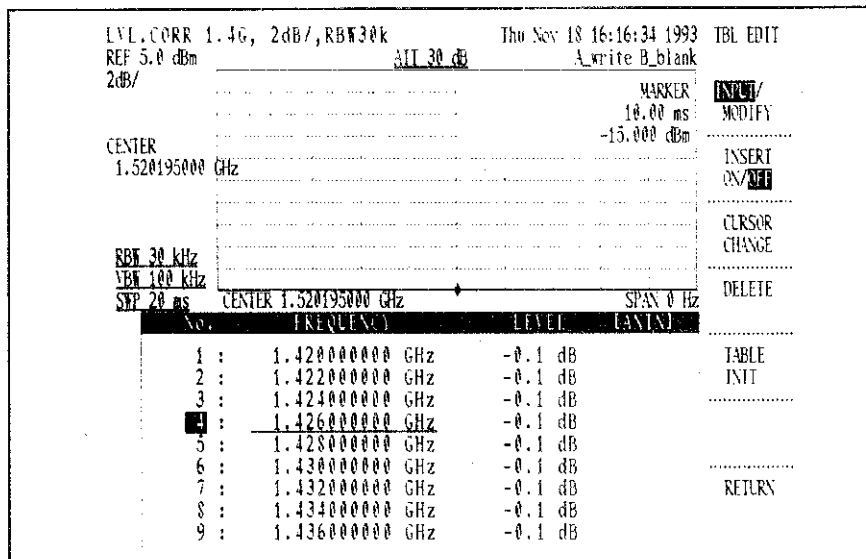 LVL.CORR 1.4G, 2dB/,RBW30k Thu Nov 18 16:16:34 1993 TBL EDIT
REF 5.0 dBm ATT 30 dB A_write B_blank
2dB/
MARKER
10.00 ms
-15.000 dBm
CENTER
1.520195000 GHz
RBW 30 kHz
VBW 100 kHz
SWP 20 ms CENTER 1.520195000 GHz SPAN 0 Hz
INPUT/
MODIFY
INSERT
ON/OFF
CURSOR
CHANGE
DELETE
TABLE
INIT
RETURN
No. FREQUENCY LEVEL [ANTN]
1 : 1.420000000 GHz -0.1 dB
2 : 1.422000000 GHz -0.1 dB
3 : 1.424000000 GHz -0.1 dB
4 : 1.426000000 GHz -0.1 dB
5 : 1.428000000 GHz -0.1 dB
6 : 1.430000000 GHz -0.1 dB
7 : 1.432000000 GHz -0.1 dB
8 : 1.434000000 GHz -0.1 dB
9 : 1.436000000 GHz -0.1 dB